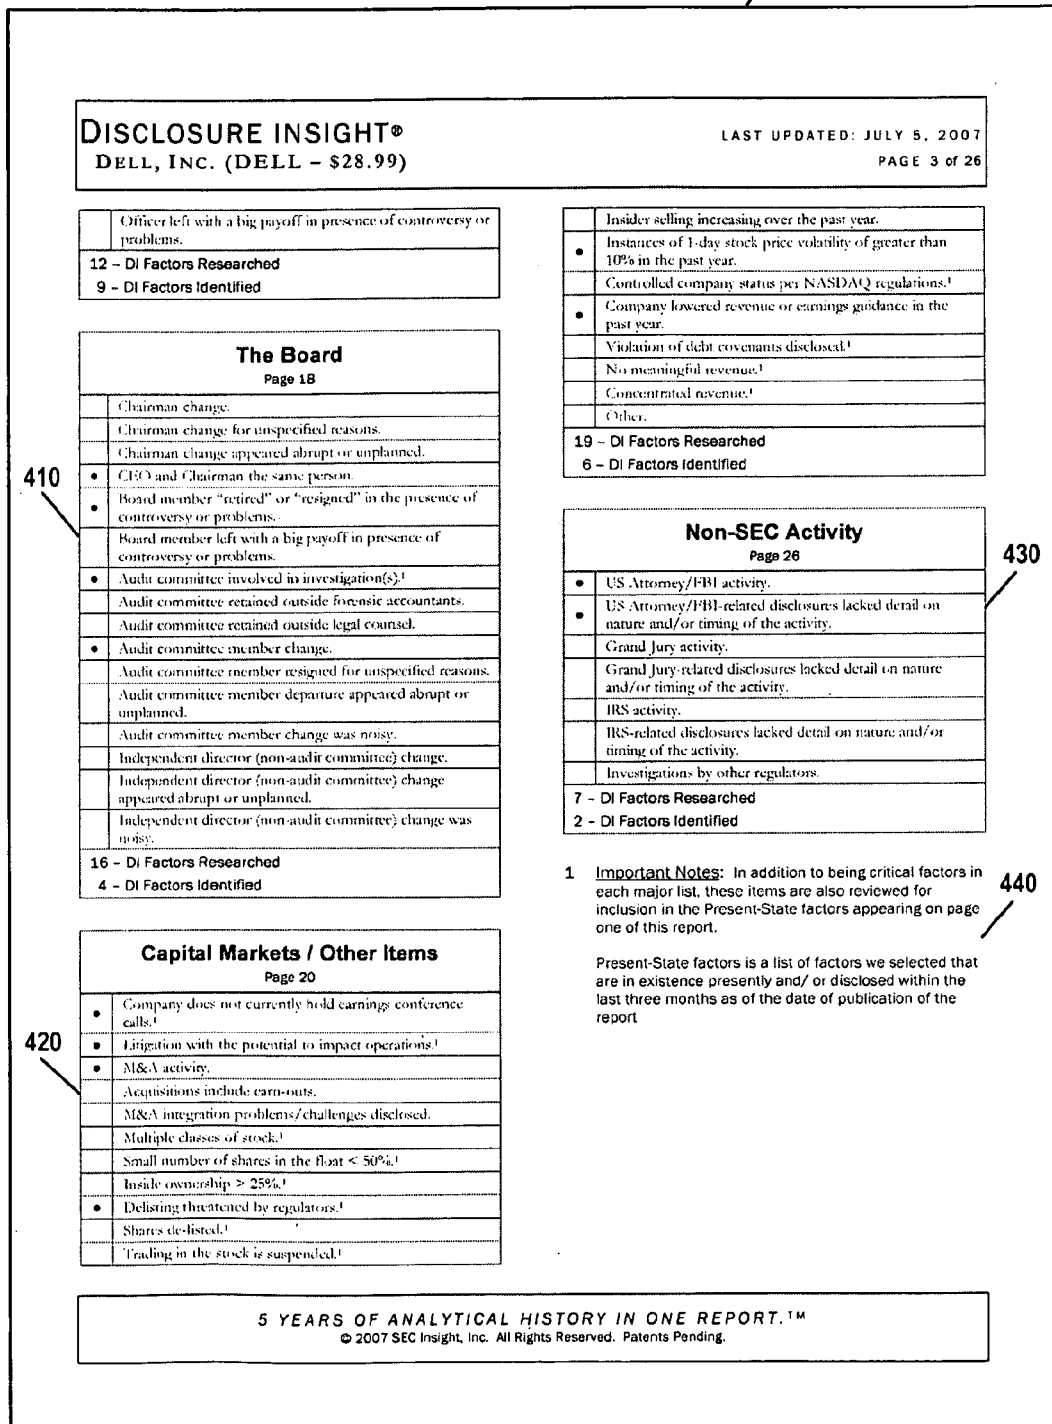 DISCLOSURE INSIGHT®
DELL, INC. (DELL – $28.99)
LAST UPDATED: JULY 5, 2007
PAGE 3 of 26
Officer left with a big payoff in presence of controversy or
problems.
12 – DI Factors Researched
9 – DI Factors Identified
The Board
Page 18
Chairman change.
Chairman change for unspecified reasons.
Chairman change appeared abrupt or unplanned.
410
• CEO and Chairman the same person.
• Board member “retired” or “resigned” in the presence of
controversy or problems.
Board member left with a big payoff in presence of
controversy or problems.
• Audit committee involved in investigation(s).¹
Audit committee retained outside forensic accountants.
Audit committee retained outside legal counsel.
• Audit committee member change.
Audit committee member resigned for unspecified reasons.
Audit committee member departure appeared abrupt or
unplanned.
Audit committee member change was noisy.
Independent director (non-audit committee) change.
Independent director (non-audit committee) change
appeared abrupt or unplanned.
Independent director (non-audit committee) change was
noisy.
16 – DI Factors Researched
4 – DI Factors Identified
Capital Markets / Other Items
Page 20
• Company does not currently hold earnings conference
calls.¹
420
• Litigation with the potential to impact operations.¹
• M&A activity.
Acquisitions include earn-outs.
M&A integration problems/challenges disclosed.
Multiple classes of stock.¹
Small number of shares in the float < 50%.¹
Inside ownership > 25%.¹
• Delisting threatened by regulators.¹
Shares de-listed.¹
Trading in the stock is suspended.¹
Insider selling increasing over the past year.
• Instances of 1-day stock price volatility of greater than
10% in the past year.
Controlled company status per NASDAQ regulations.¹
• Company lowered revenue or earnings guidance in the
past year.
Violation of debt covenants disclosed.¹
No meaningful revenue.¹
Concentrated revenue.¹
Other.
19 – DI Factors Researched
6 – DI Factors Identified
Non-SEC Activity
Page 26
430
• US Attorney/FBI activity.
• US Attorney/FBI-related disclosures lacked detail on
nature and/or timing of the activity.
Grand Jury activity.
Grand Jury-related disclosures lacked detail on nature
and/or timing of the activity.
IRS activity.
IRS-related disclosures lacked detail on nature and/or
timing of the activity.
Investigations by other regulators.
7 – DI Factors Researched
2 – DI Factors Identified
1 Important Notes: In addition to being critical factors in
each major list, these items are also reviewed for
inclusion in the Present-State factors appearing on page
one of this report.
440
Present-State factors is a list of factors we selected that
are in existence presently and/ or disclosed within the
last three months as of the date of publication of the
report
5 YEARS OF ANALYTICAL HISTORY IN ONE REPORT.™
© 2007 SEC Insight, Inc. All Rights Reserved. Patents Pending.